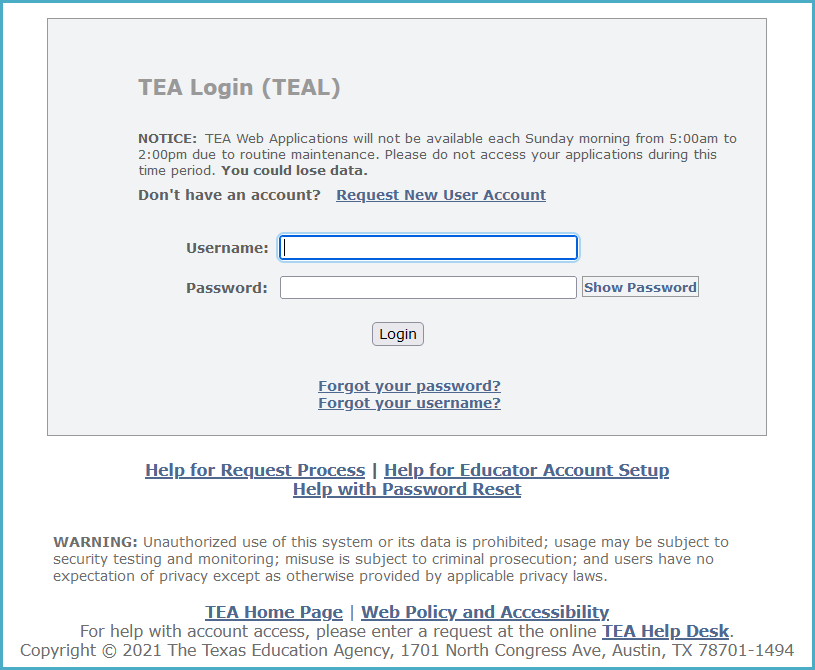 TEA Login (TEAL)
NOTICE: TEA Web Applications will not be available each Sunday morning from 5:00am to
2:00pm due to routine maintenance. Please do not access your applications during this
time period. You could lose data.
Don't have an account? Request New User Account
Username:
Password: Show Password
Login
Forgot your password?
Forgot your username?
Help for Request Process | Help for Educator Account Setup
Help with Password Reset
WARNING: Unauthorized use of this system or its data is prohibited; usage may be subject to
security testing and monitoring; misuse is subject to criminal prosecution; and users have no
expectation of privacy except as otherwise provided by applicable privacy laws.
TEA Home Page | Web Policy and Accessibility
For help with account access, please enter a request at the online TEA Help Desk.
Copyright © 2021 The Texas Education Agency, 1701 North Congress Ave, Austin, TX 78701-1494